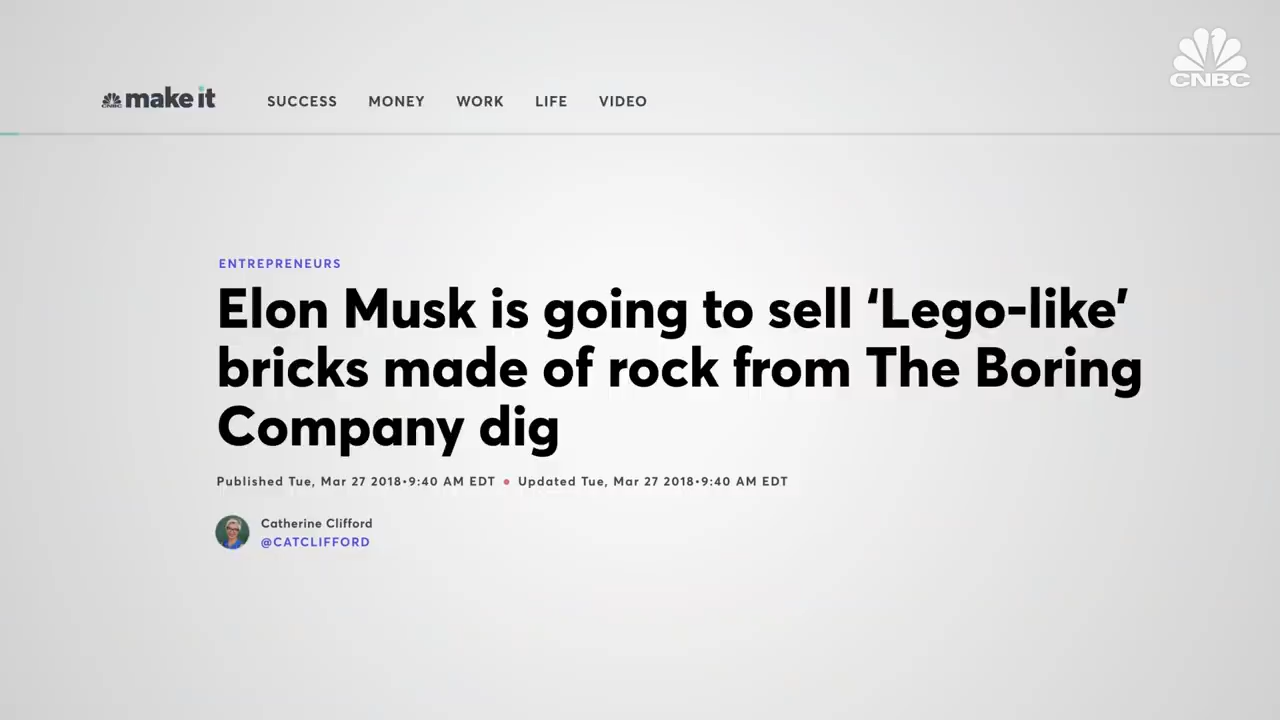 CNBC
CNBC make it SUCCESS MONEY WORK LIFE VIDEO
ENTREPRENEURS
Elon Musk is going to sell ‘Lego-like’
bricks made of rock from The Boring
Company dig
Published Tue, Mar 27 2018•9:40 AM EDT • Updated Tue, Mar 27 2018•9:40 AM EDT
Catherine Clifford
@CATCLIFFORD